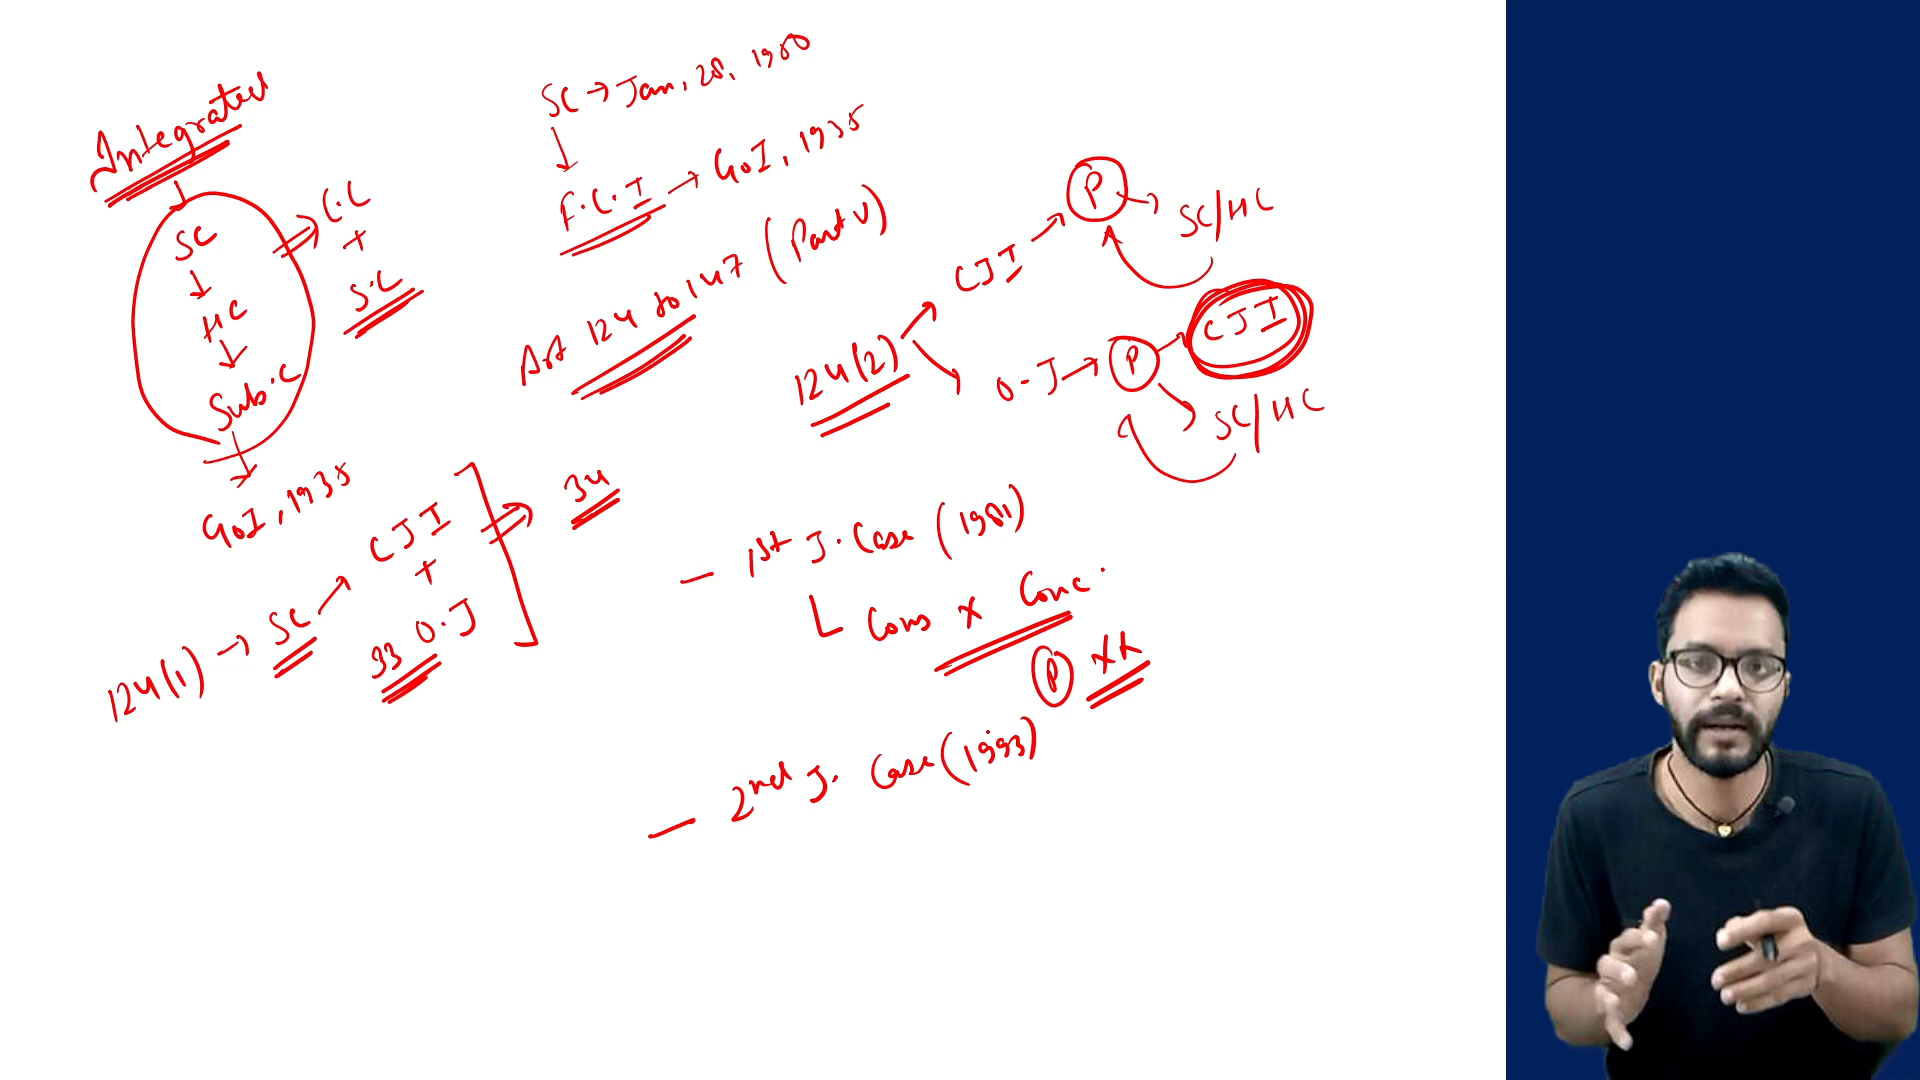 Integrated
SC
HC
Sub.C
GoI, 1935
C.C
+
S.C
SC → Jan, 28, 1950
F.C.I → GoI, 1935
Art 124 to 147 (Part V)
124(2)
CJI → P → SC/HC
O-J → P → CJI
SC/HC
124(1) → SC
CJI
+
33 O.J
34
— 1st J. Case (1981)
Cons x Conc.
P xx
— 2nd J. Case (1993)